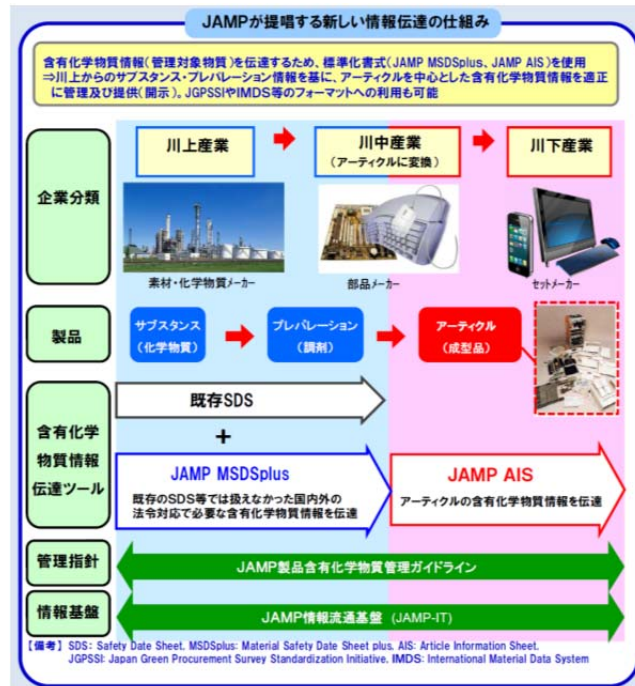 JAMPが提唱する新しい情報伝達の仕組み
含有化学物質情報(管理対象物質)を伝達するため、標準化書式(JAMP MSDSplus、JAMP AIS)を使用
⇒川上からのサブスタンス・プレパレーション情報を基に、アーティクルを中心とした含有化学物質情報を適正
に管理及び提供(開示)。JGPSSIやIMDS等のフォーマットへの利用も可能
企業分類
川上産業
川中産業
(アーティクルに変換)
川下産業
素材・化学物質メーカー
部品メーカー
セットメーカー
製品
サブスタンス
(化学物質)
プレパレーション
(調剤)
アーティクル
(成型品)
含有化学
物質情報
伝達ツール
既存SDS
+
JAMP MSDSplus
既存のSDS等では扱えなかった国内外の
法令対応で必要な含有化学物質情報を伝達
JAMP AIS
アーティクルの含有化学物質情報を伝達
管理指針
JAMP製品含有化学物質管理ガイドライン
情報基盤
JAMP情報流通基盤 (JAMP-IT)
【備考】 SDS: Safety Date Sheet. MSDSplus: Material Safety Date Sheet plus. AIS: Article Information Sheet.
JGPSSI: Japan Green Procurement Survey Standardization Initiative. IMDS: International Material Data System